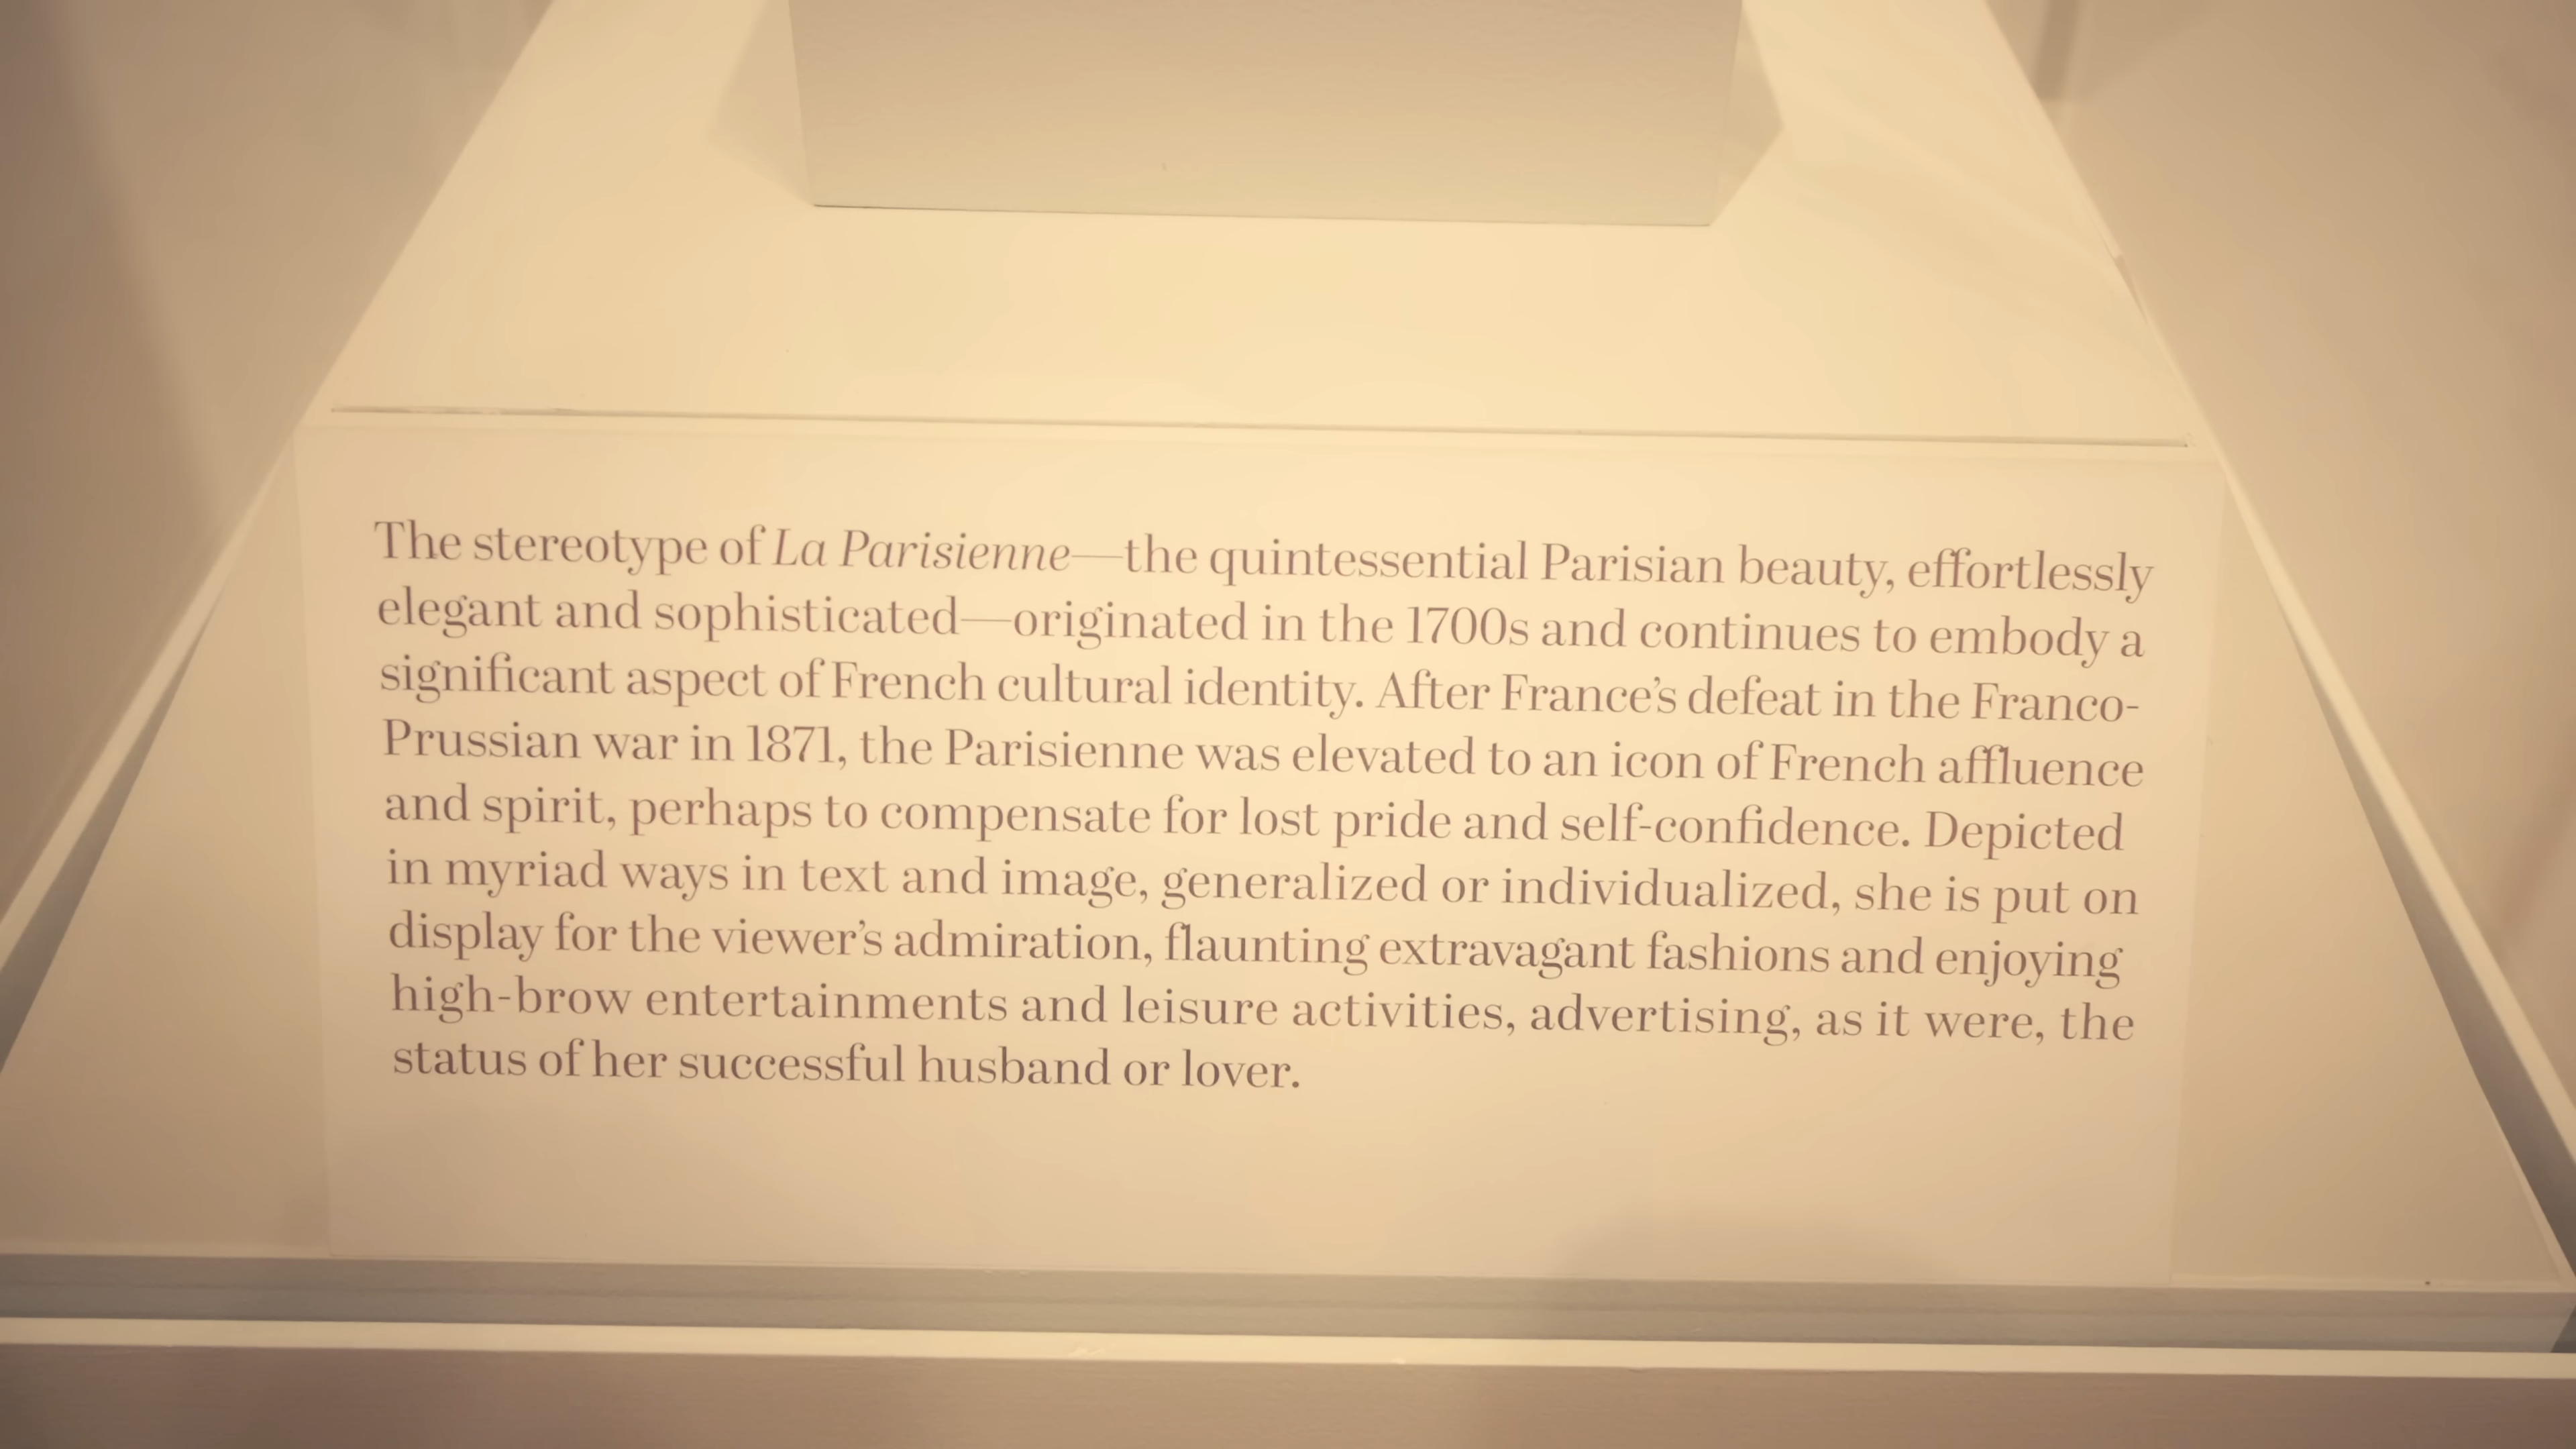 The stereotype of La Parisienne—the quintessential Parisian beauty, effortlessly
elegant and sophisticated—originated in the 1700s and continues to embody a
significant aspect of French cultural identity. After France’s defeat in the Franco-
Prussian war in 1871, the Parisienne was elevated to an icon of French affluence
and spirit, perhaps to compensate for lost pride and self-confidence. Depicted
in myriad ways in text and image, generalized or individualized, she is put on
display for the viewer’s admiration, flaunting extravagant fashions and enjoying
high-brow entertainments and leisure activities, advertising, as it were, the
status of her successful husband or lover.